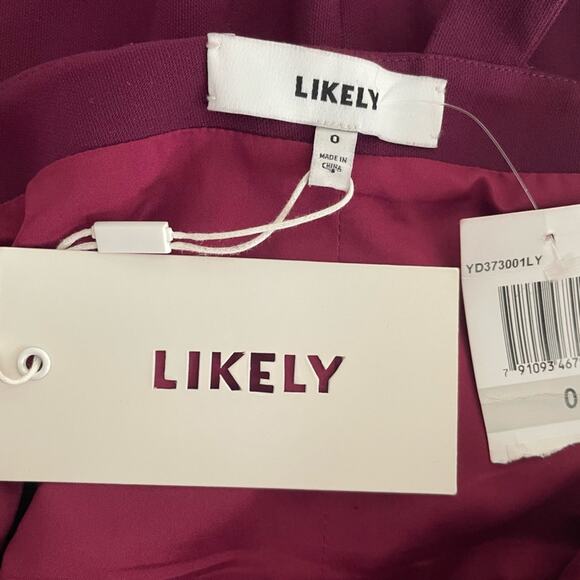 LIKELY
0
MADE IN
CHINA
YD373001LY
7 91093 467
0
LIKELY